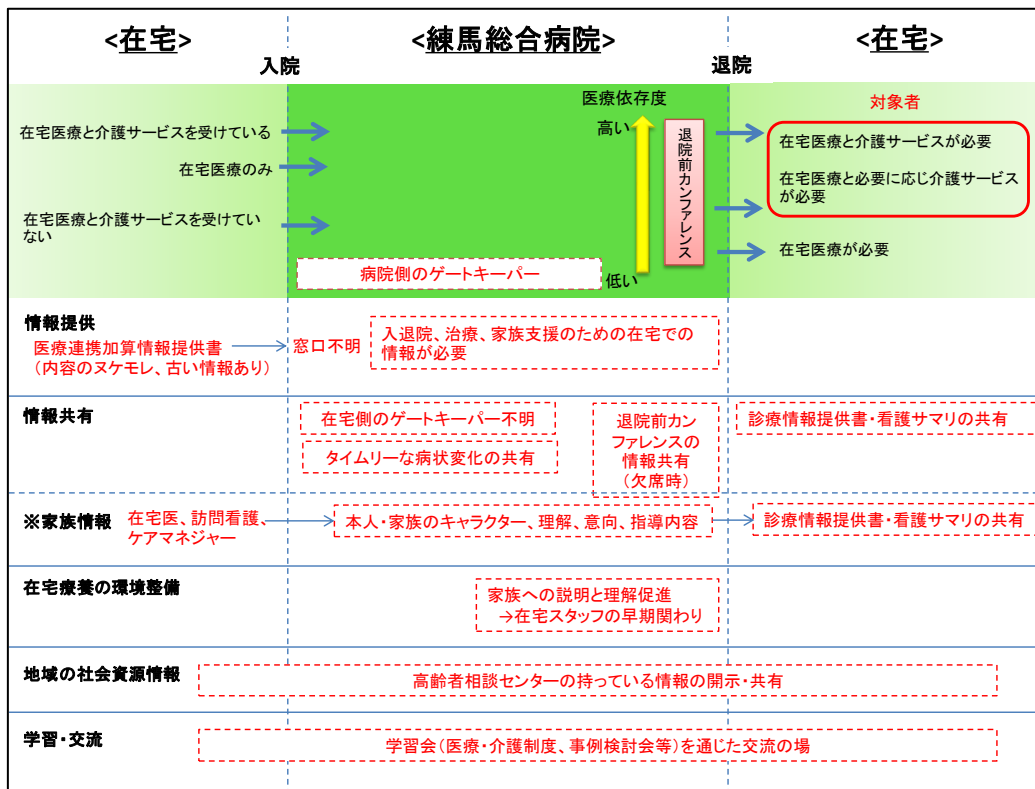 <在宅>
<練馬総合病院>
<在宅>
入院
退院
医療依存度
対象者
在宅医療と介護サービスを受けている
高い
退院前カンファレンス
在宅医療と介護サービスが必要
在宅医療のみ
在宅医療と必要に応じ介護サービス
が必要
在宅医療と介護サービスを受けてい
ない
在宅医療が必要
病院側のゲートキーパー
低い
情報提供
医療連携加算情報提供書
(内容のヌケモレ、古い情報あり)
窓口不明
入退院、治療、家族支援のための在宅での
情報が必要
情報共有
在宅側のゲートキーパー不明
タイムリーな病状変化の共有
退院前カン
ファレンスの
情報共有
(欠席時)
診療情報提供書・看護サマリの共有
※家族情報
在宅医、訪問看護、
ケアマネジャー
本人・家族のキャラクター、理解、意向、指導内容
診療情報提供書・看護サマリの共有
在宅療養の環境整備
家族への説明と理解促進
→在宅スタッフの早期関わり
地域の社会資源情報
高齢者相談センターの持っている情報の開示・共有
学習・交流
学習会(医療・介護制度、事例検討会等)を通じた交流の場